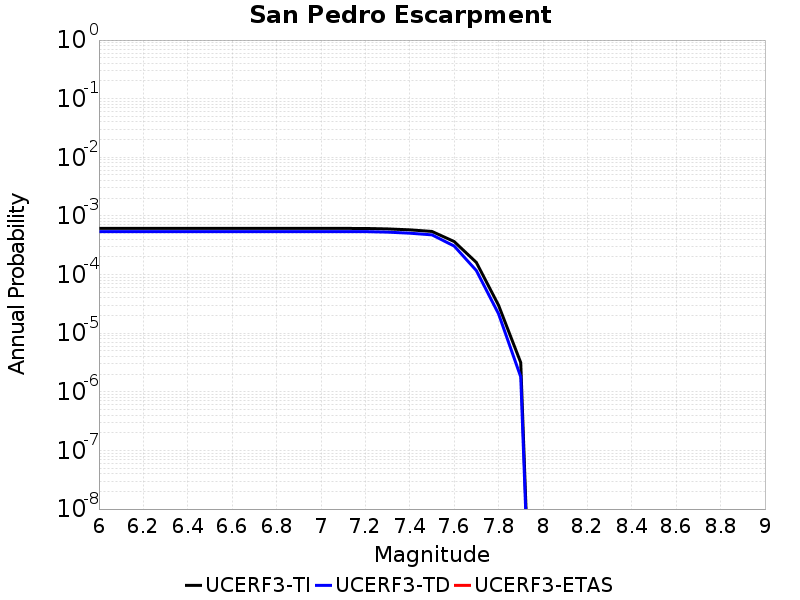 San Pedro Escarpment
Annual Probability
10^0
10^-1
10^-2
10^-3
10^-4
10^-5
10^-6
10^-7
10^-8
6 6.2 6.4 6.6 6.8 7 7.2 7.4 7.6 7.8 8 8.2 8.4 8.6 8.8 9
Magnitude
UCERF3-TI UCERF3-TD UCERF3-ETAS